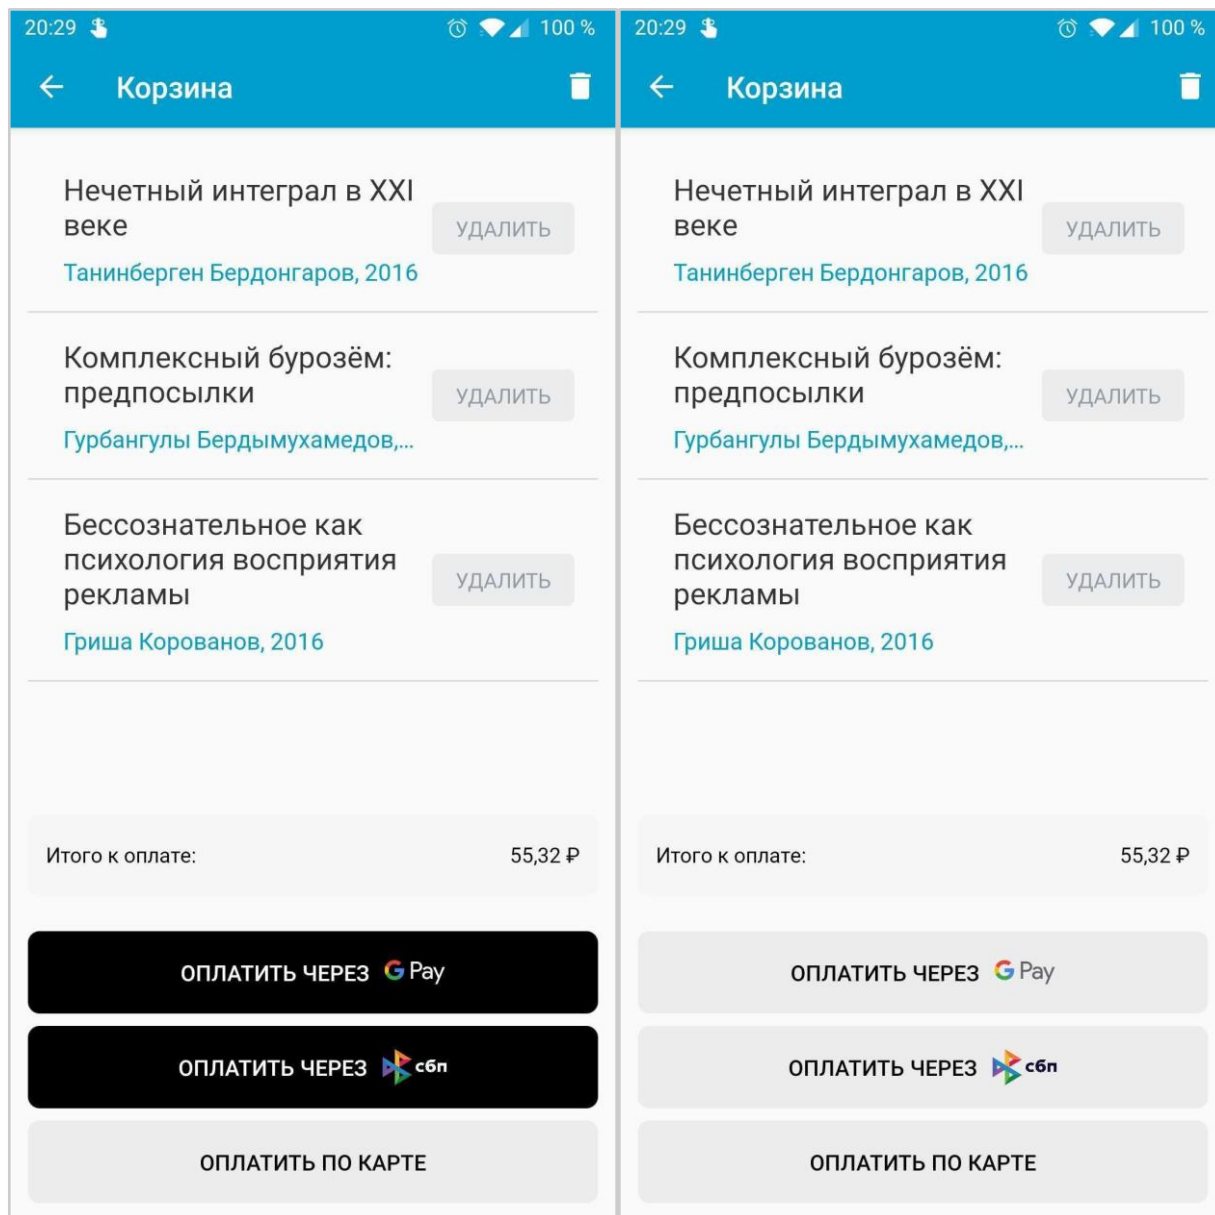 20:29 100 %
Корзина
Нечетный интеграл в XXI
веке
УДАЛИТЬ
Танинберген Бердонгаров, 2016
Комплексный бурозём:
предпосылки
УДАЛИТЬ
Гурбангулы Бердымухамедов,...
Бессознательное как
психология восприятия
рекламы
УДАЛИТЬ
Гриша Корованов, 2016
Итого к оплате: 55,32 ₽
ОПЛАТИТЬ ЧЕРЕЗ G Pay
ОПЛАТИТЬ ЧЕРЕЗ сбп
ОПЛАТИТЬ ПО КАРТЕ
20:29 100 %
Корзина
Нечетный интеграл в XXI
веке
УДАЛИТЬ
Танинберген Бердонгаров, 2016
Комплексный бурозём:
предпосылки
УДАЛИТЬ
Гурбангулы Бердымухамедов,...
Бессознательное как
психология восприятия
рекламы
УДАЛИТЬ
Гриша Корованов, 2016
Итого к оплате: 55,32 ₽
ОПЛАТИТЬ ЧЕРЕЗ G Pay
ОПЛАТИТЬ ЧЕРЕЗ сбп
ОПЛАТИТЬ ПО КАРТЕ